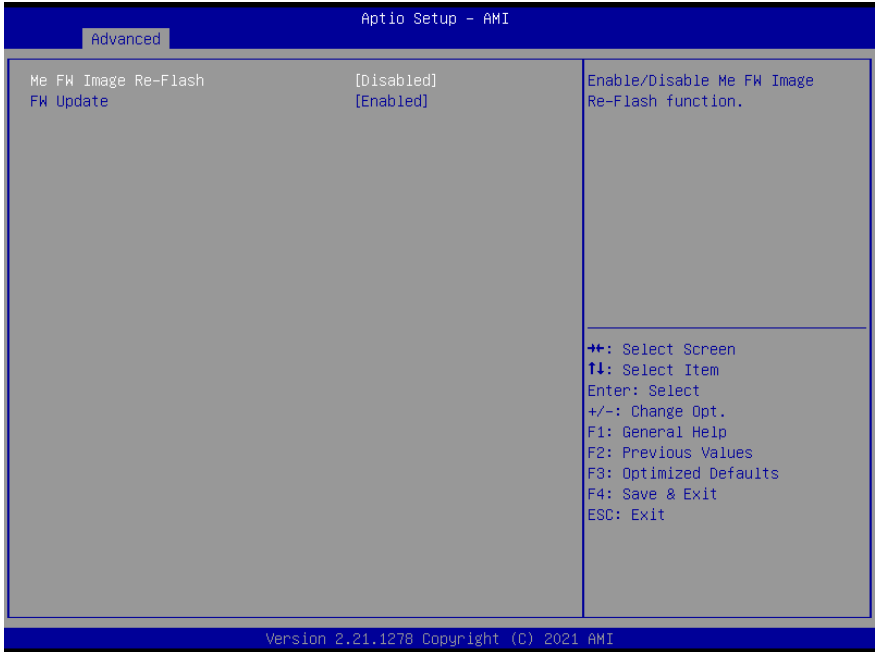 Aptio Setup – AMI
Advanced
Me FW Image Re-Flash [Disabled]
FW Update [Enabled]
Enable/Disable Me FW Image
Re-Flash function.
→←: Select Screen
↑↓: Select Item
Enter: Select
+/-: Change Opt.
F1: General Help
F2: Previous Values
F3: Optimized Defaults
F4: Save & Exit
ESC: Exit
Version 2.21.1278 Copyright (C) 2021 AMI